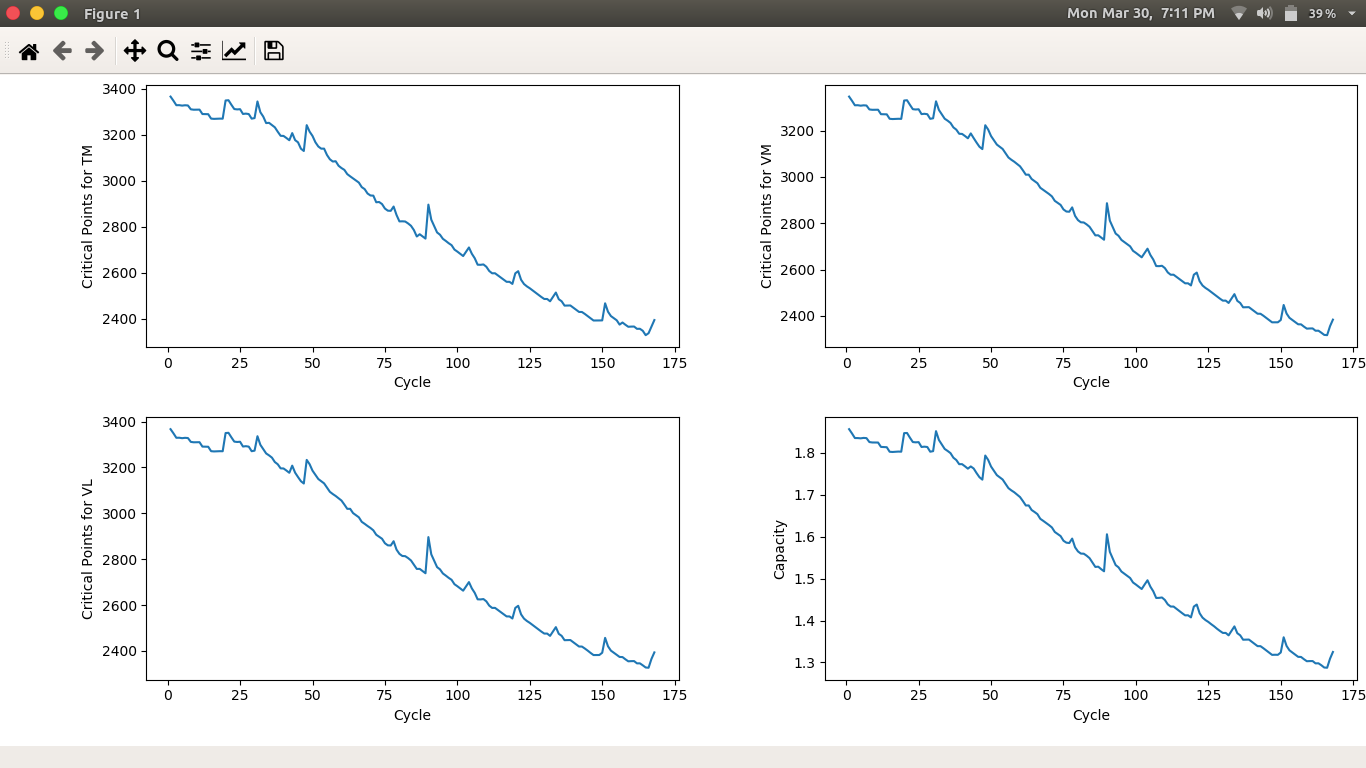 Figure 1
Mon Mar 30, 7:11 PM
39%
3400
3200
3000
2800
2600
2400
Critical Points for TM
0 25 50 75 100 125 150 175
Cycle
3200
3000
2800
2600
2400
Critical Points for VM
0 25 50 75 100 125 150 175
Cycle
3400
3200
3000
2800
2600
2400
Critical Points for VL
0 25 50 75 100 125 150 175
Cycle
1.8
1.7
1.6
1.5
1.4
1.3
Capacity
0 25 50 75 100 125 150 175
Cycle